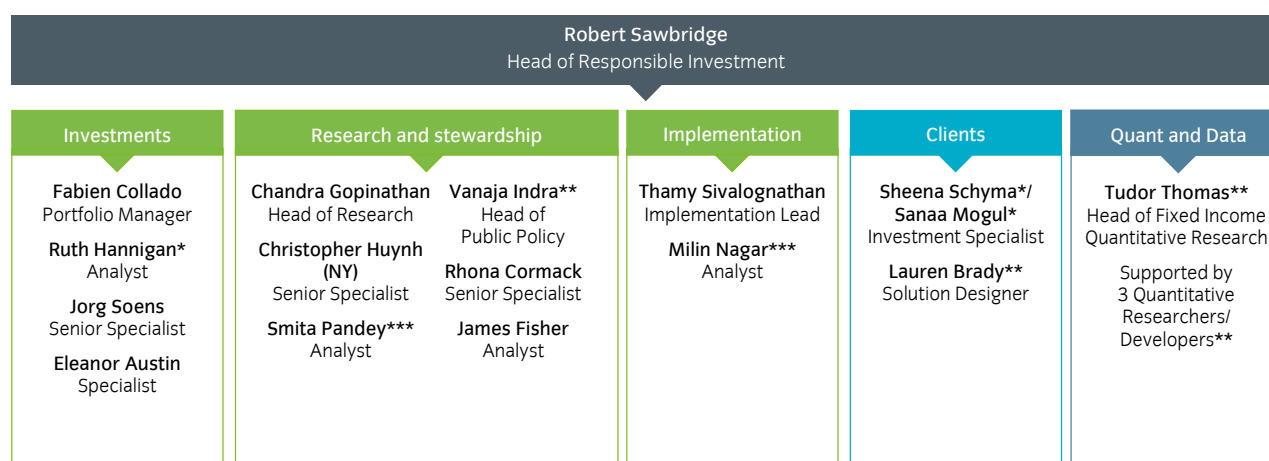 Robert Sawbridge
Head of Responsible Investment
Investments
Fabien Collado
Portfolio Manager
Ruth Hannigan*
Analyst
Jorg Soens
Senior Specialist
Eleanor Austin
Specialist
Research and stewardship
Chandra Gopinathan
Head of Research
Christopher Huynh
(NY)
Senior Specialist
Smita Pandey***
Analyst
Vanaja Indra**
Head of
Public Policy
Rhona Cormack
Senior Specialist
James Fisher
Analyst
Implementation
Thamy Sivalognathan
Implementation Lead
Milin Nagar***
Analyst
Clients
Sheena Schyma*/
Sanaa Mogul*
Investment Specialist
Lauren Brady**
Solution Designer
Quant and Data
Tudor Thomas**
Head of Fixed Income
Quantitative Research
Supported by
3 Quantitative
Researchers/
Developers**